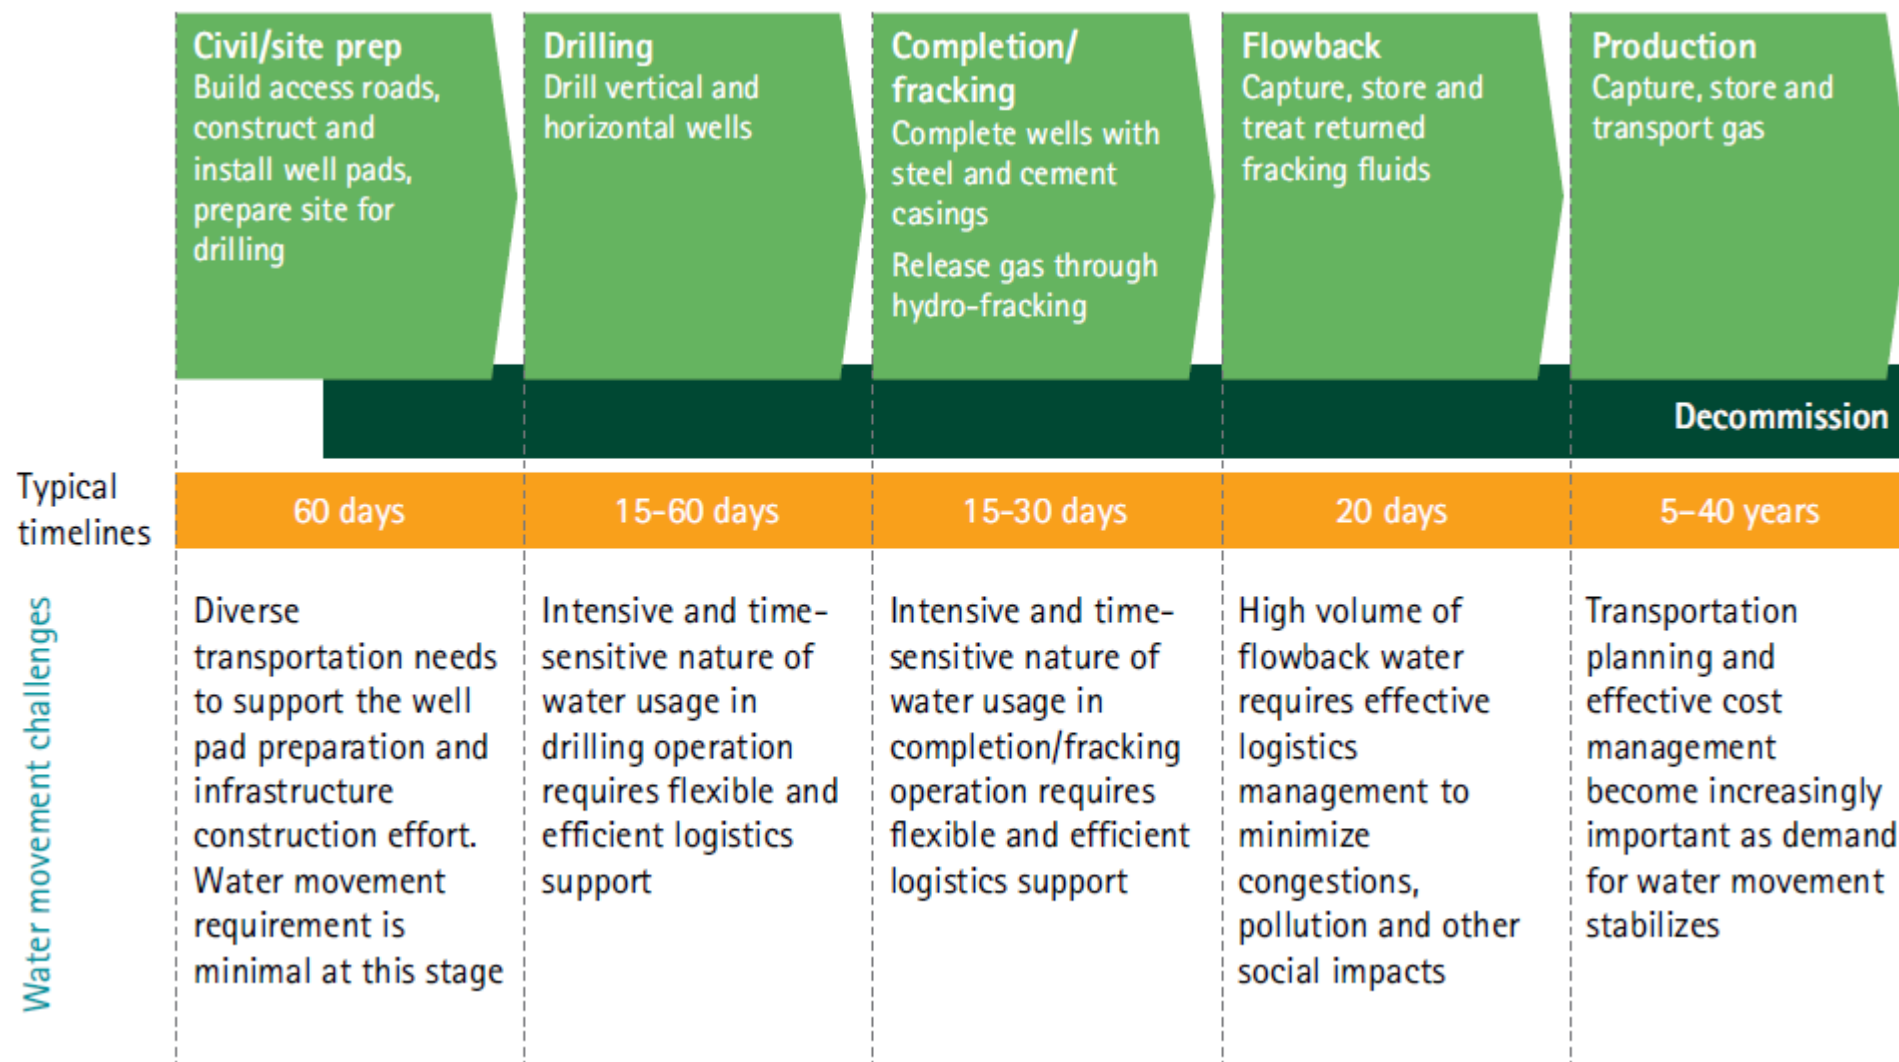 Civil/site prep
Build access roads,
construct and
install well pads,
prepare site for
drilling
Drilling
Drill vertical and
horizontal wells
Completion/
fracking
Complete wells with
steel and cement
casings
Release gas through
hydro-fracking
Flowback
Capture, store and
treat returned
fracking fluids
Production
Capture, store and
transport gas
Decommission
Typical
timelines
60 days
15-60 days
15-30 days
20 days
5–40 years
Water movement challenges
Diverse
transportation needs
to support the well
pad preparation and
infrastructure
construction effort.
Water movement
requirement is
minimal at this stage
Intensive and time-
sensitive nature of
water usage in
drilling operation
requires flexible and
efficient logistics
support
Intensive and time-
sensitive nature of
water usage in
completion/fracking
operation requires
flexible and efficient
logistics support
High volume of
flowback water
requires effective
logistics
management to
minimize
congestions,
pollution and other
social impacts
Transportation
planning and
effective cost
management
become increasingly
important as demand
for water movement
stabilizes